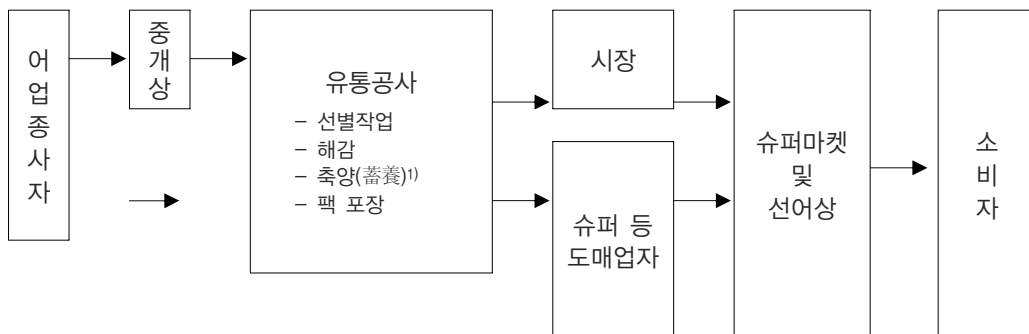 어
업
종
사
자
중
개
상
유통공사
– 선별작업
– 해감
– 축양(蓄養)1)
– 팩 포장
시장
슈퍼 등
도매업자
슈퍼마켓
및
선어상
소
비
자